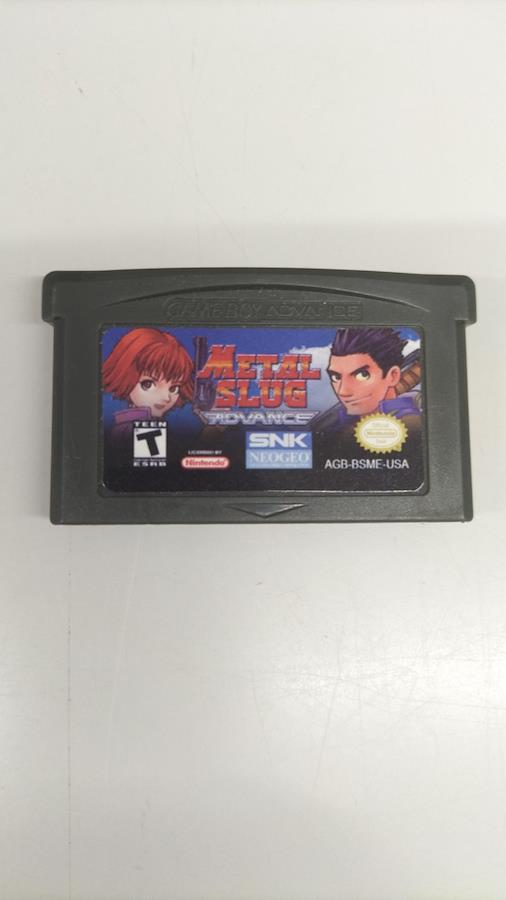 GAME BOY ADVANCE
METAL
SLUG
ADVANCE
TEEN
T
ESRB
LICENSED BY
Nintendo
SNK
NEOGEO
Official
Nintendo
Seal
AGB-BSME-USA